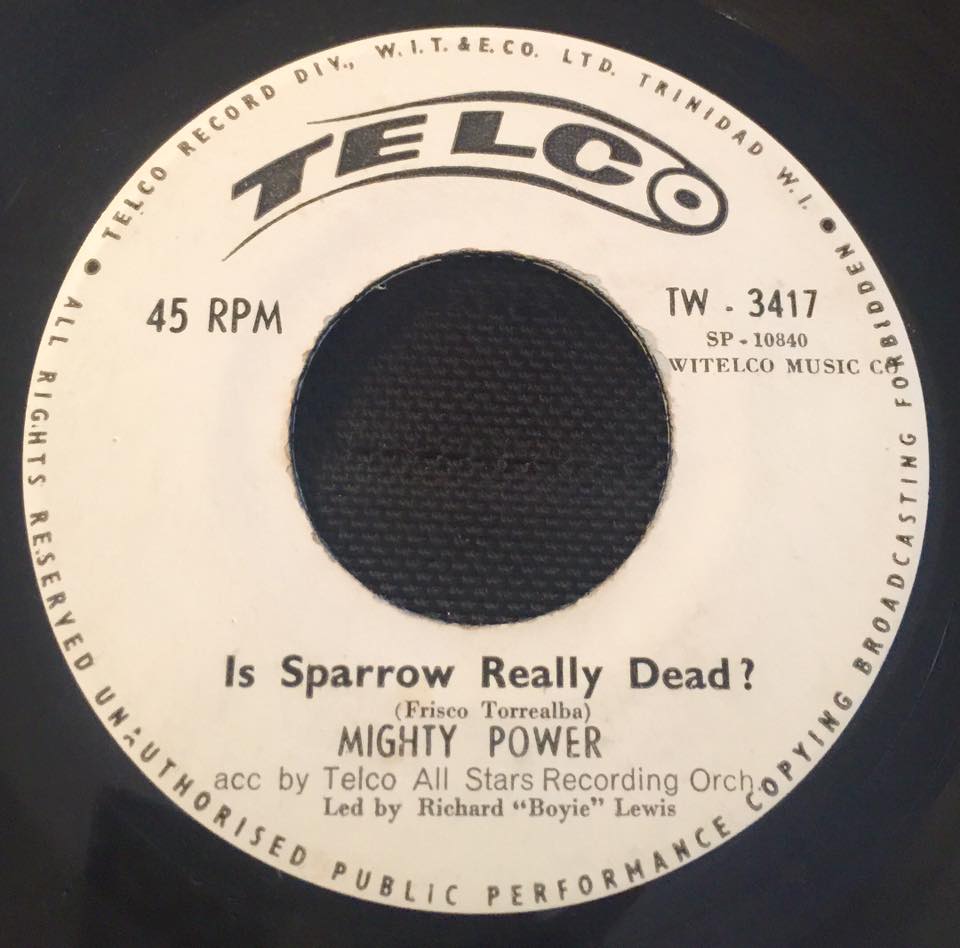 • TELCO RECORD DIV., W.I.T. & E.CO. LTD. TRINIDAD W.I. •
TELCO
45 RPM
TW - 3417
SP - 10840
WITELCO MUSIC CO
Is Sparrow Really Dead?
(Frisco Torrealba)
MIGHTY POWER
acc by Telco All Stars Recording Orch.
Led by Richard "Boyie" Lewis
ALL RIGHTS RESERVED UNAUTHORISED PUBLIC PERFORMANCE COPYING BROADCASTING FORBIDDEN